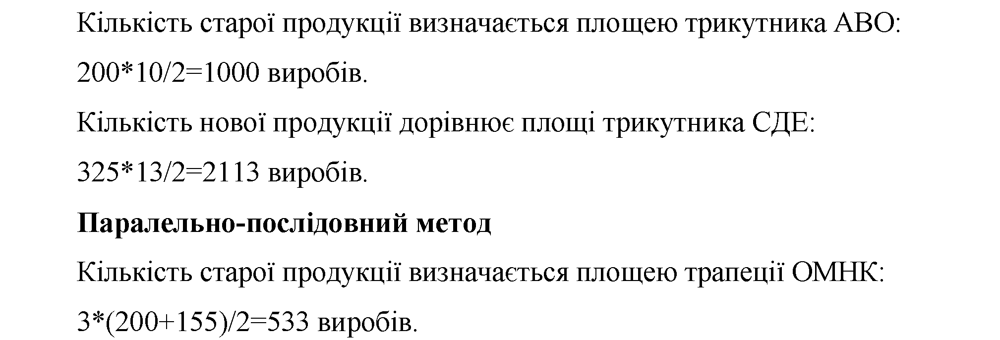 Кількість старої продукції визначається площею трикутника АВО:
200*10/2=1000 виробів.
Кількість нової продукції дорівнює площі трикутника СДЕ:
325*13/2=2113 виробів.
Паралельно-послідовний метод
Кількість старої продукції визначається площею трапеції ОМНК:
3*(200+155)/2=533 виробів.